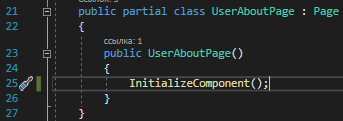 21 public partial class UserAboutPage : Page
22 {
ссылка: 1
23 public UserAboutPage()
24 {
25 InitializeComponent();
26 }
27 }